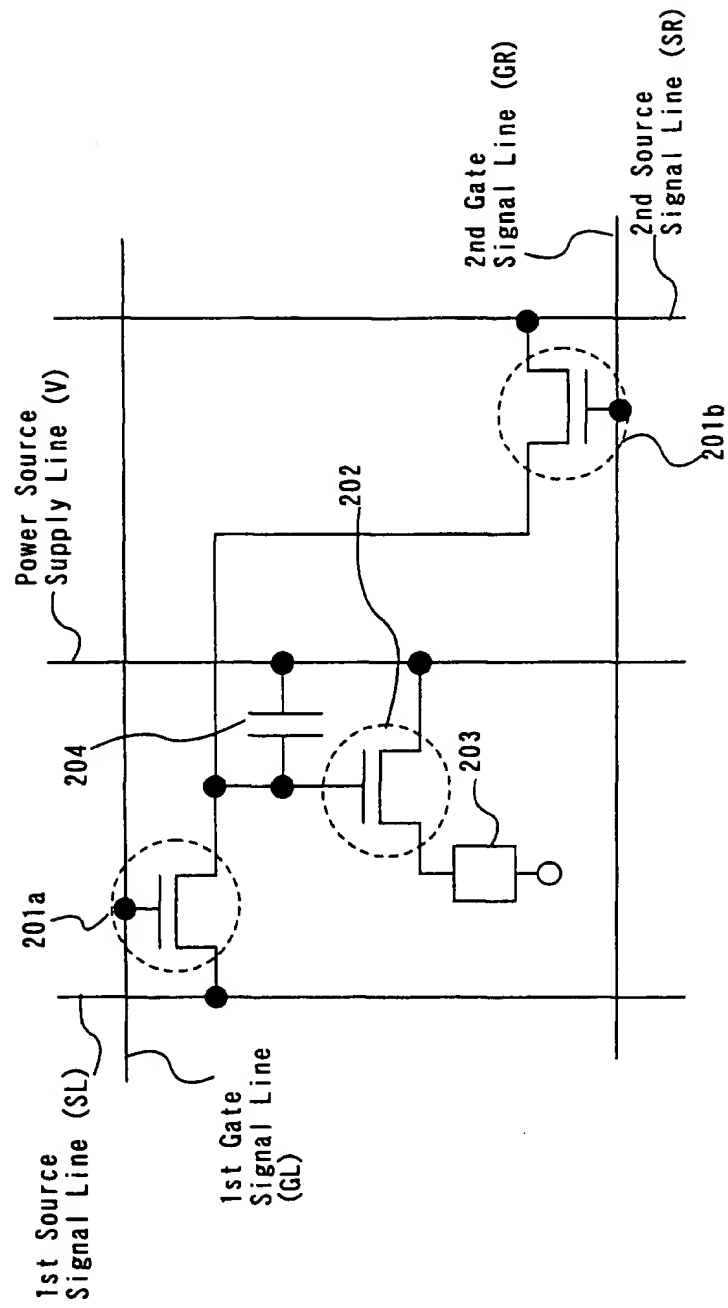 1st Source
Signal Line (SL)
1st Gate
Signal Line
(GL)
201a
204
Power Source
Supply Line (V)
202
203
2nd Gate
Signal Line (GR)
2nd Source
Signal Line (SR)
201b